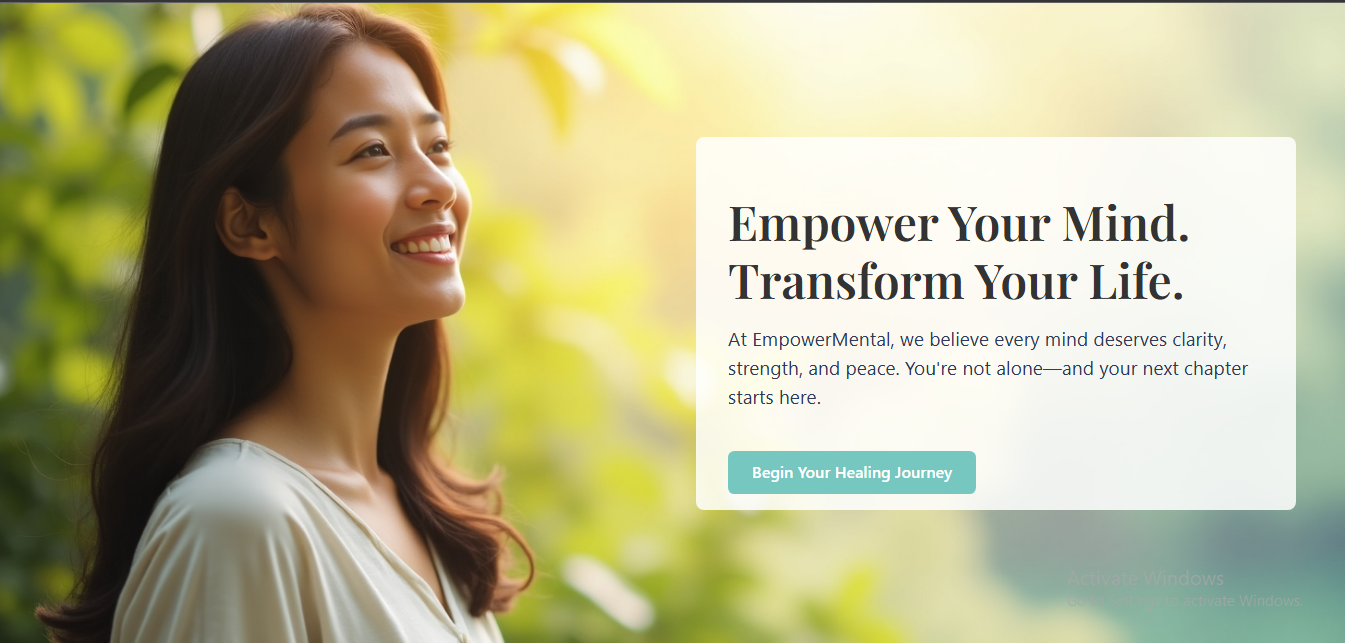 Empower Your Mind.
Transform Your Life.
At EmpowerMental, we believe every mind deserves clarity,
strength, and peace. You're not alone—and your next chapter
starts here.
Begin Your Healing Journey
Activate Windows
to activate Windows.